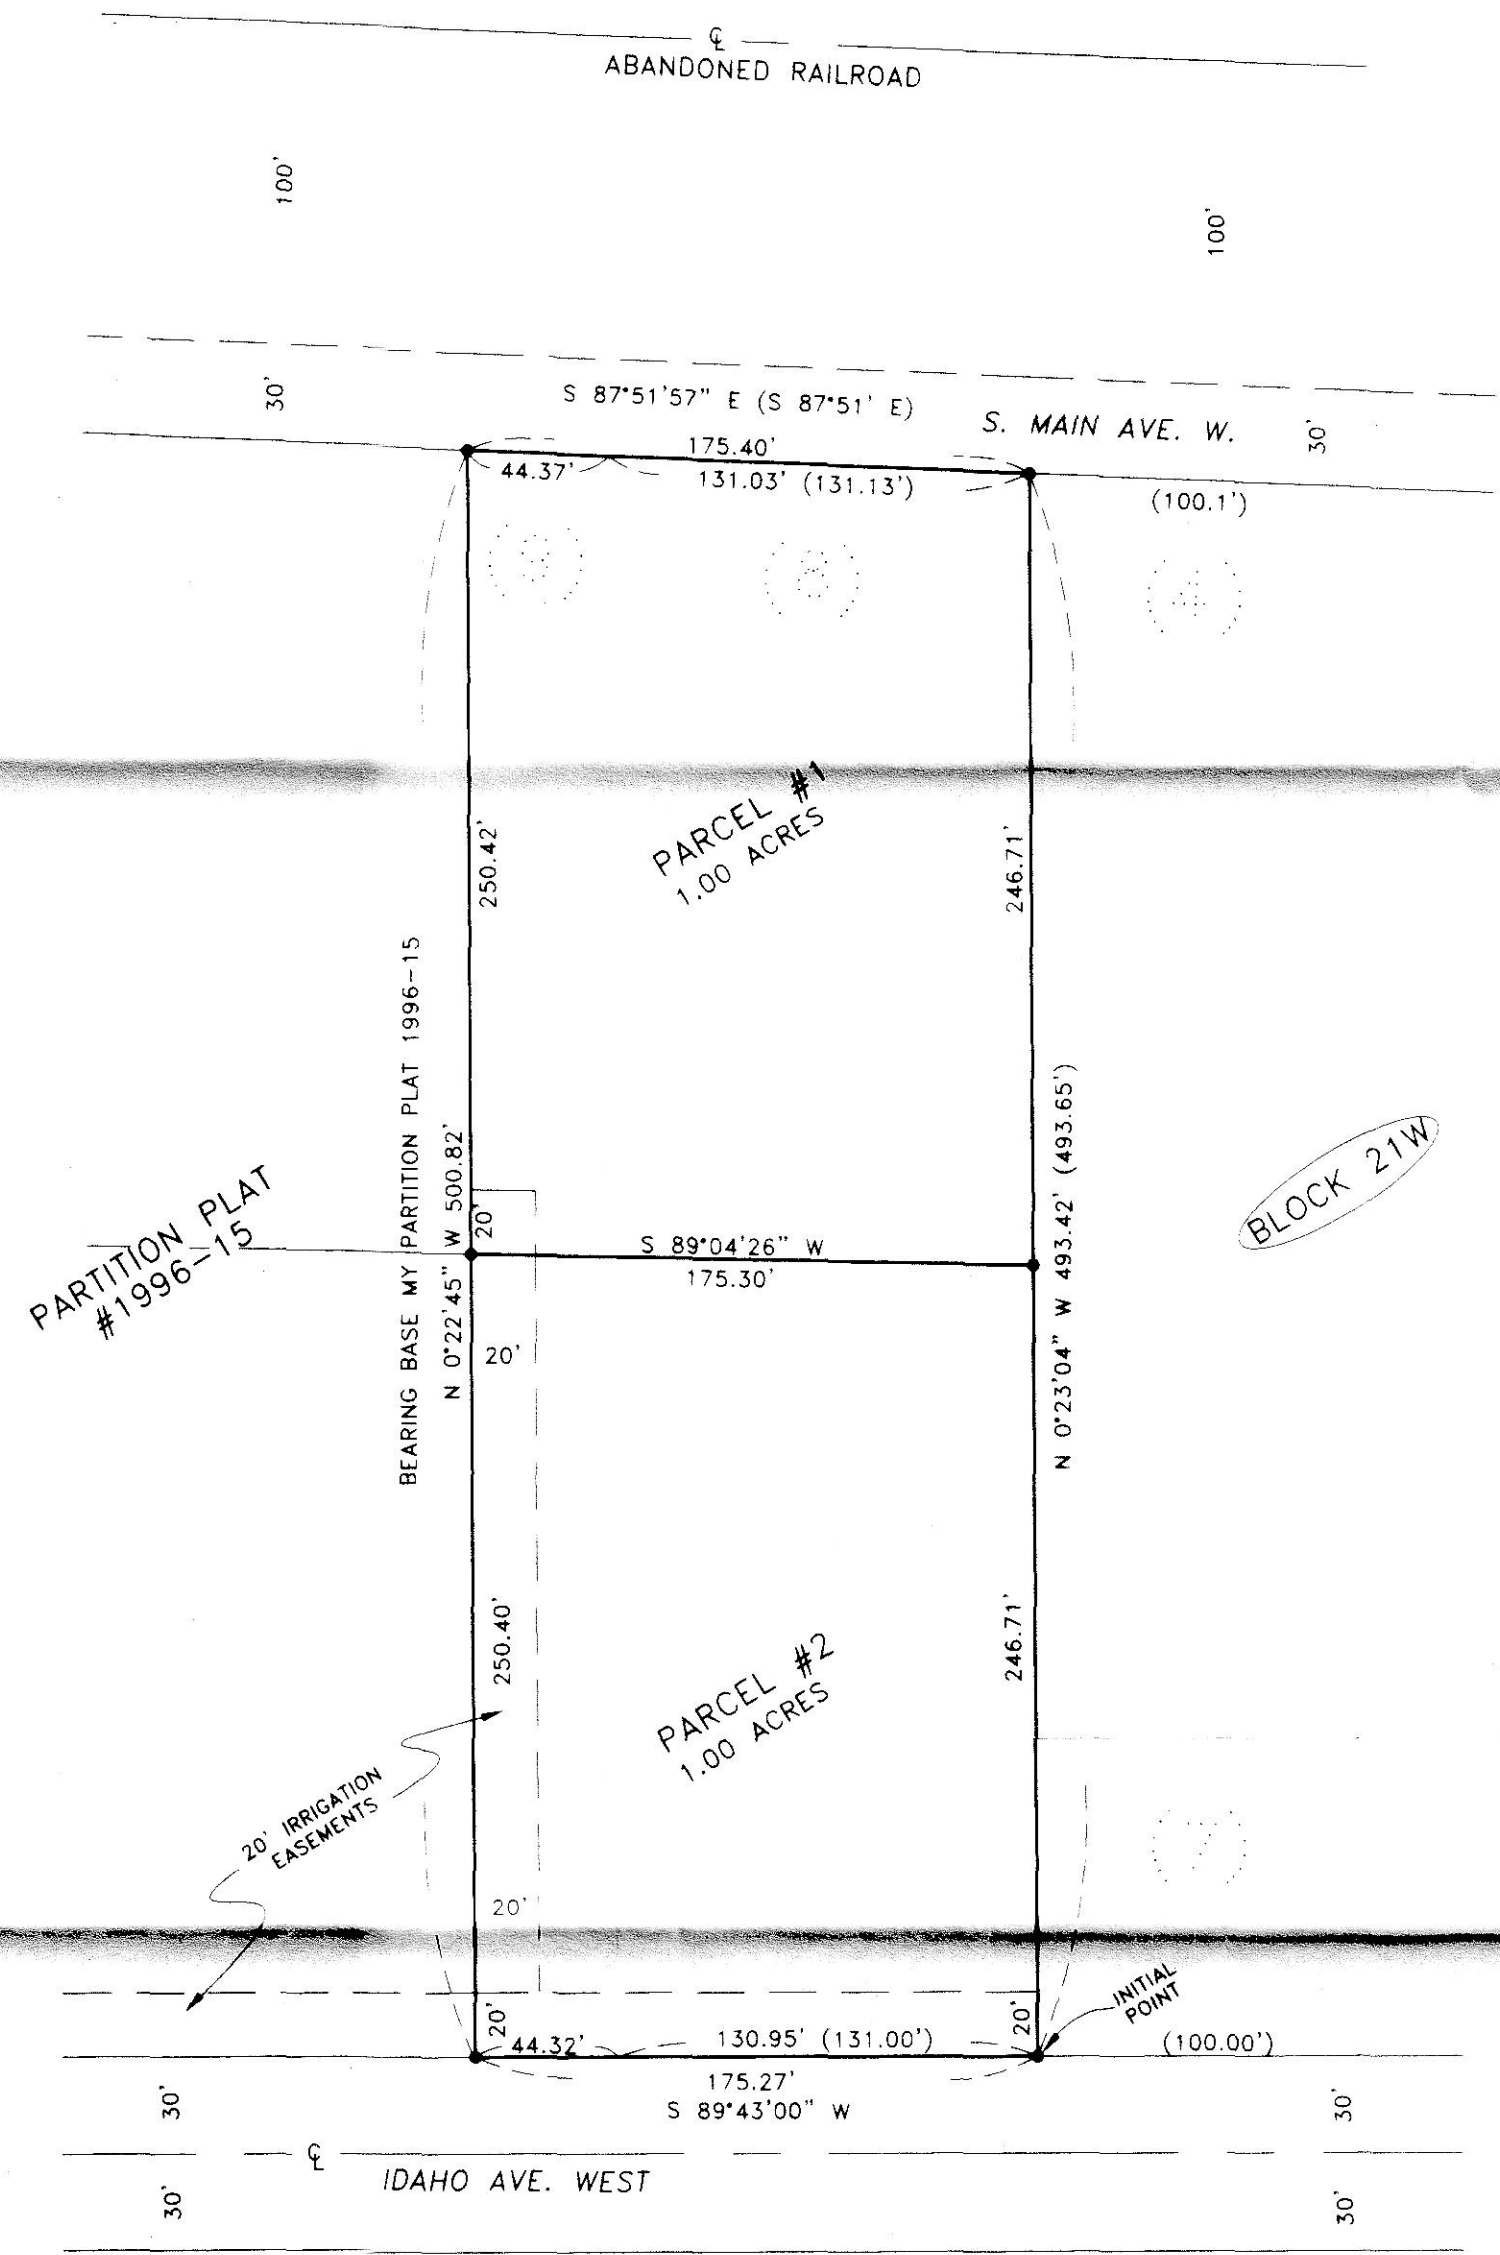 ℄
ABANDONED RAILROAD
100'
100'
30'
S 87°51'57" E (S 87°51' E)
S. MAIN AVE. W.
30'
175.40'
44.37'
131.03' (131.13')
(100.1')
(9)
(8)
(4)
PARCEL #1
1.00 ACRES
250.42'
246.71'
BEARING BASE MY PARTITION PLAT 1996-15
N 0°22'45" W 500.82'
N 0°23'04" W 493.42' (493.65')
BLOCK 21W
PARTITION PLAT
#1996-15
20'
S 89°04'26" W
175.30'
20'
250.40'
246.71'
PARCEL #2
1.00 ACRES
20' IRRIGATION
EASEMENTS
(7)
20'
INITIAL
POINT
20'
20'
44.32'
130.95' (131.00')
(100.00')
175.27'
S 89°43'00" W
30'
30'
℄
IDAHO AVE. WEST
30'
30'